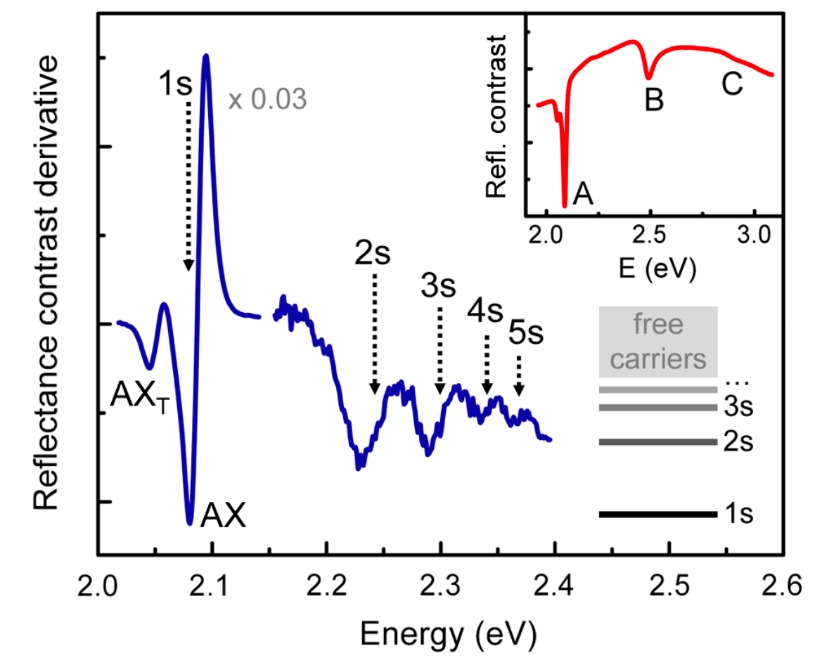 Reflectance contrast derivative
1s
x 0.03
AX_T
AX
2s
3s
4s
5s
Refl. contrast
A
B
C
2.0 2.5 3.0
E (eV)
free
carriers
...
3s
2s
1s
2.0 2.1 2.2 2.3 2.4 2.5 2.6
Energy (eV)